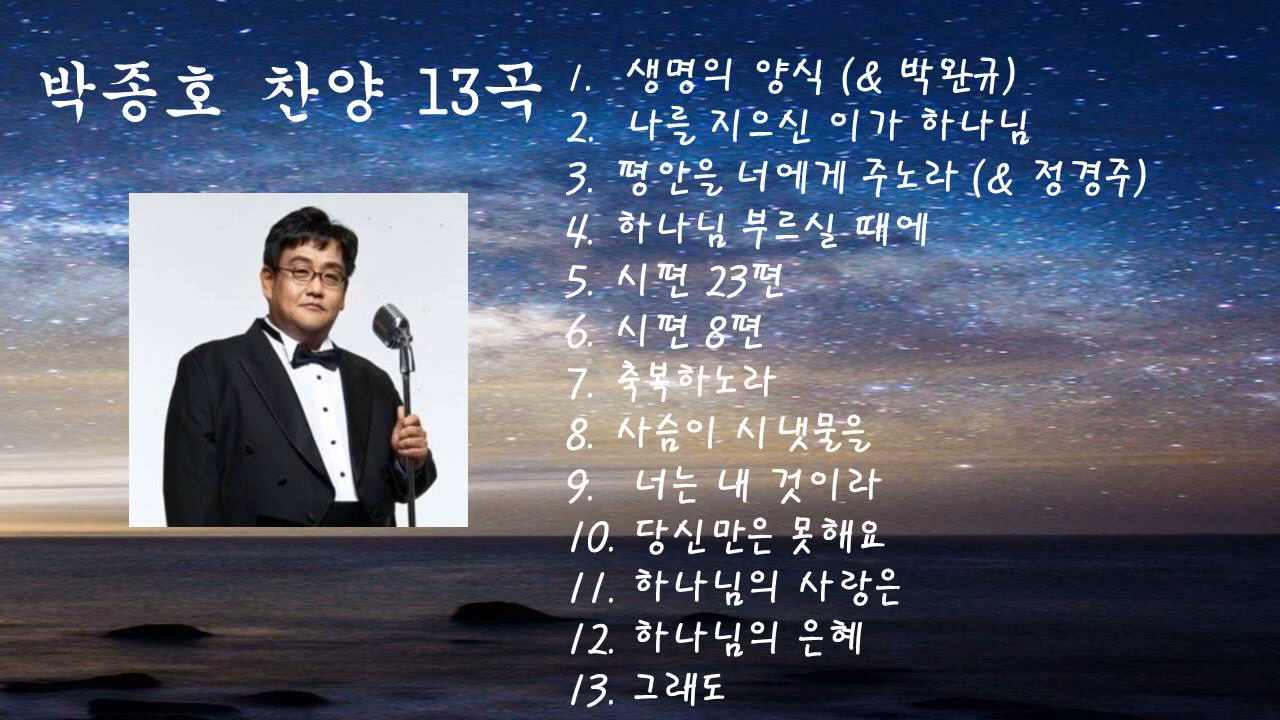 박종호 찬양 13곡
1. 생명의 양식 (& 박완규)
2. 나를 지으신 이가 하나님
3. 평안을 너에게 주노라 (& 정경주)
4. 하나님 부르실 때에
5. 시편 23편
6. 시편 8편
7. 축복하노라
8. 사슴이 시냇물을
9. 너는 내 것이라
10. 당신만은 못해요
11. 하나님의 사랑은
12. 하나님의 은혜
13. 그래도